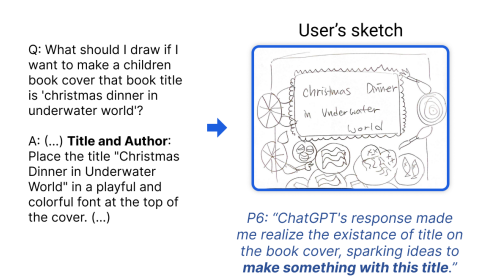 Q: What should I draw if I
want to make a children
book cover that book title
is 'christmas dinner in
underwater world'?
A: (...) Title and Author:
Place the title "Christmas
Dinner in Underwater
World" in a playful and
colorful font at the top of
the cover. (...)
User's sketch
christmas Dinner
in Underwater
world
P6: “ChatGPT's response made
me realize the existance of title on
the book cover, sparking ideas to
make something with this title.”